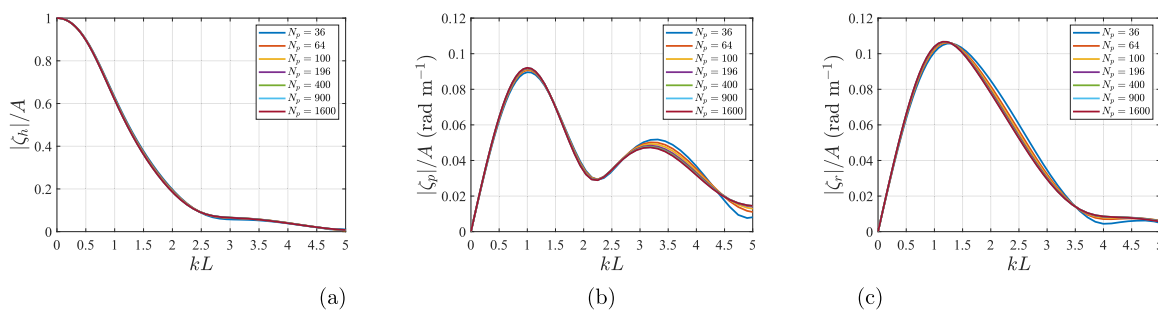 |ζ_h|/A
1
0.8
0.6
0.4
0.2
0
0 0.5 1 1.5 2 2.5 3 3.5 4 4.5 5
kL
N_p = 36
N_p = 64
N_p = 100
N_p = 196
N_p = 400
N_p = 900
N_p = 1600
(a)
|ζ_p|/A (rad m⁻¹)
0.12
0.1
0.08
0.06
0.04
0.02
0
0 0.5 1 1.5 2 2.5 3 3.5 4 4.5 5
kL
N_p = 36
N_p = 64
N_p = 100
N_p = 196
N_p = 400
N_p = 900
N_p = 1600
(b)
|ζ_r|/A (rad m⁻¹)
0.12
0.1
0.08
0.06
0.04
0.02
0
0 0.5 1 1.5 2 2.5 3 3.5 4 4.5 5
kL
N_p = 36
N_p = 64
N_p = 100
N_p = 196
N_p = 400
N_p = 900
N_p = 1600
(c)